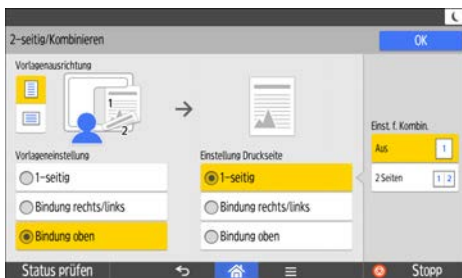 2-seitig/Kombinieren
OK
Vorlagenausrichtung
1
2
Einst. f. Kombin.
Aus
1
2 Seiten
1 2
Vorlageneinstellung
1-seitig
Bindung rechts/links
Bindung oben
Einstellung Druckseite
1-seitig
Bindung rechts/links
Bindung oben
Status prüfen
Stopp